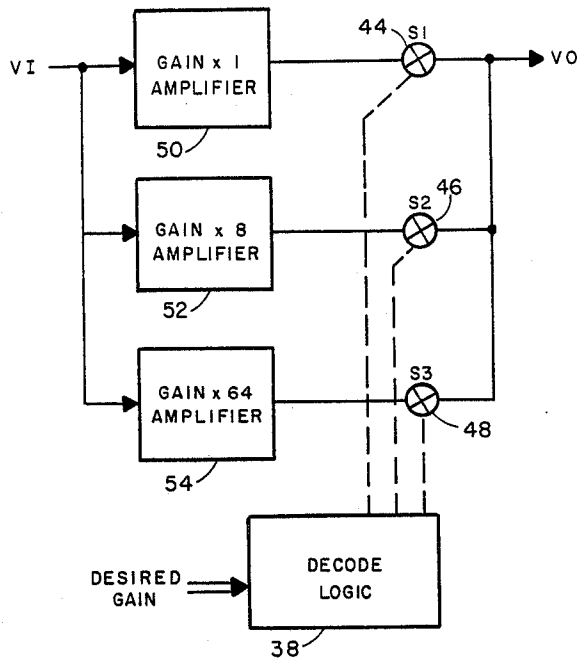 44
S1
VI
GAIN x 1
AMPLIFIER
VO
50
S2
46
GAIN x 8
AMPLIFIER
52
S3
GAIN x 64
AMPLIFIER
48
54
DESIRED
GAIN
DECODE
LOGIC
38